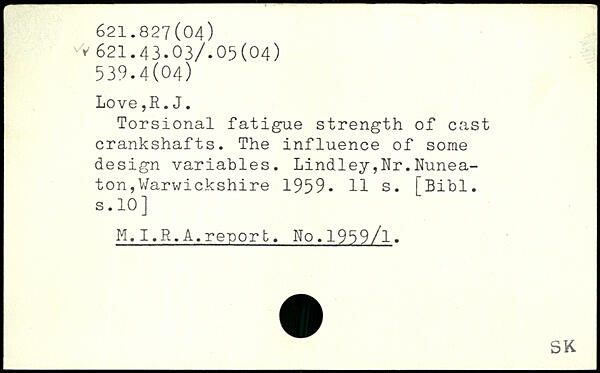 621.827(04)
621.43.03/.05(04)
539.4(04)
Love,R.J.
Torsional fatigue strength of cast
crankshafts. The influence of some
design variables. Lindley,Nr.Nunea-
ton,Warwickshire 1959. 11 s. [Bibl.
s.10]
M.I.R.A.report. No.1959/1.
SK